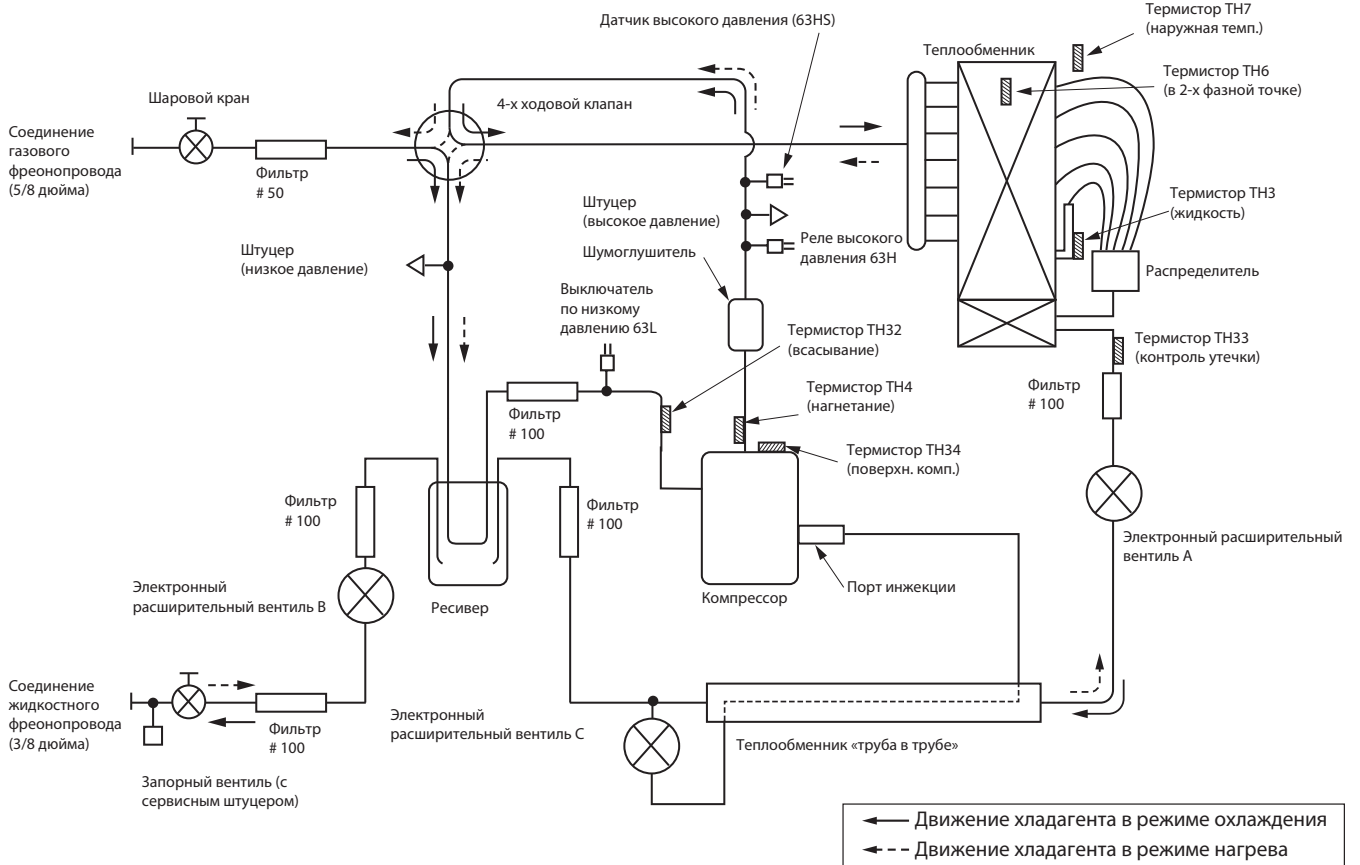 Датчик высокого давления (63HS)
Термистор TH7
(наружная темп.)
Теплообменник
Термистор TH6
(в 2-х фазной точке)
Шаровой кран
4-х ходовой клапан
Соединение
газового
фреонопровода
(5/8 дюйма)
Фильтр
# 50
Термистор TH3
(жидкость)
Штуцер
(высокое давление)
Штуцер
(низкое давление)
Реле высокого
давления 63H
Шумоглушитель
Распределитель
Выключатель
по низкому
давлению 63L
Термистор TH32
(всасывание)
Термистор TH33
(контроль утечки)
Термистор TH4
(нагнетание)
Фильтр
# 100
Фильтр
# 100
Термистор TH34
(поверхн. комп.)
Фильтр
# 100
Фильтр
# 100
Электронный расширительный
вентиль A
Порт инжекции
Электронный
расширительный вентиль B
Ресивер
Компрессор
Соединение
жидкостного
фреонопровода
(3/8 дюйма)
Электронный
расширительный вентиль C
Фильтр
# 100
Теплообменник «труба в трубе»
Запорный вентиль (с
сервисным штуцером)
Движение хладагента в режиме охлаждения
Движение хладагента в режиме нагрева